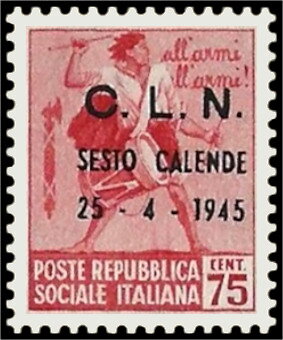 all'armi
all'armi!
C. L. N.
SESTO CALENDE
25 - 4 - 1945
POSTE REPUBBLICA
SOCIALE ITALIANA
CENT.
75